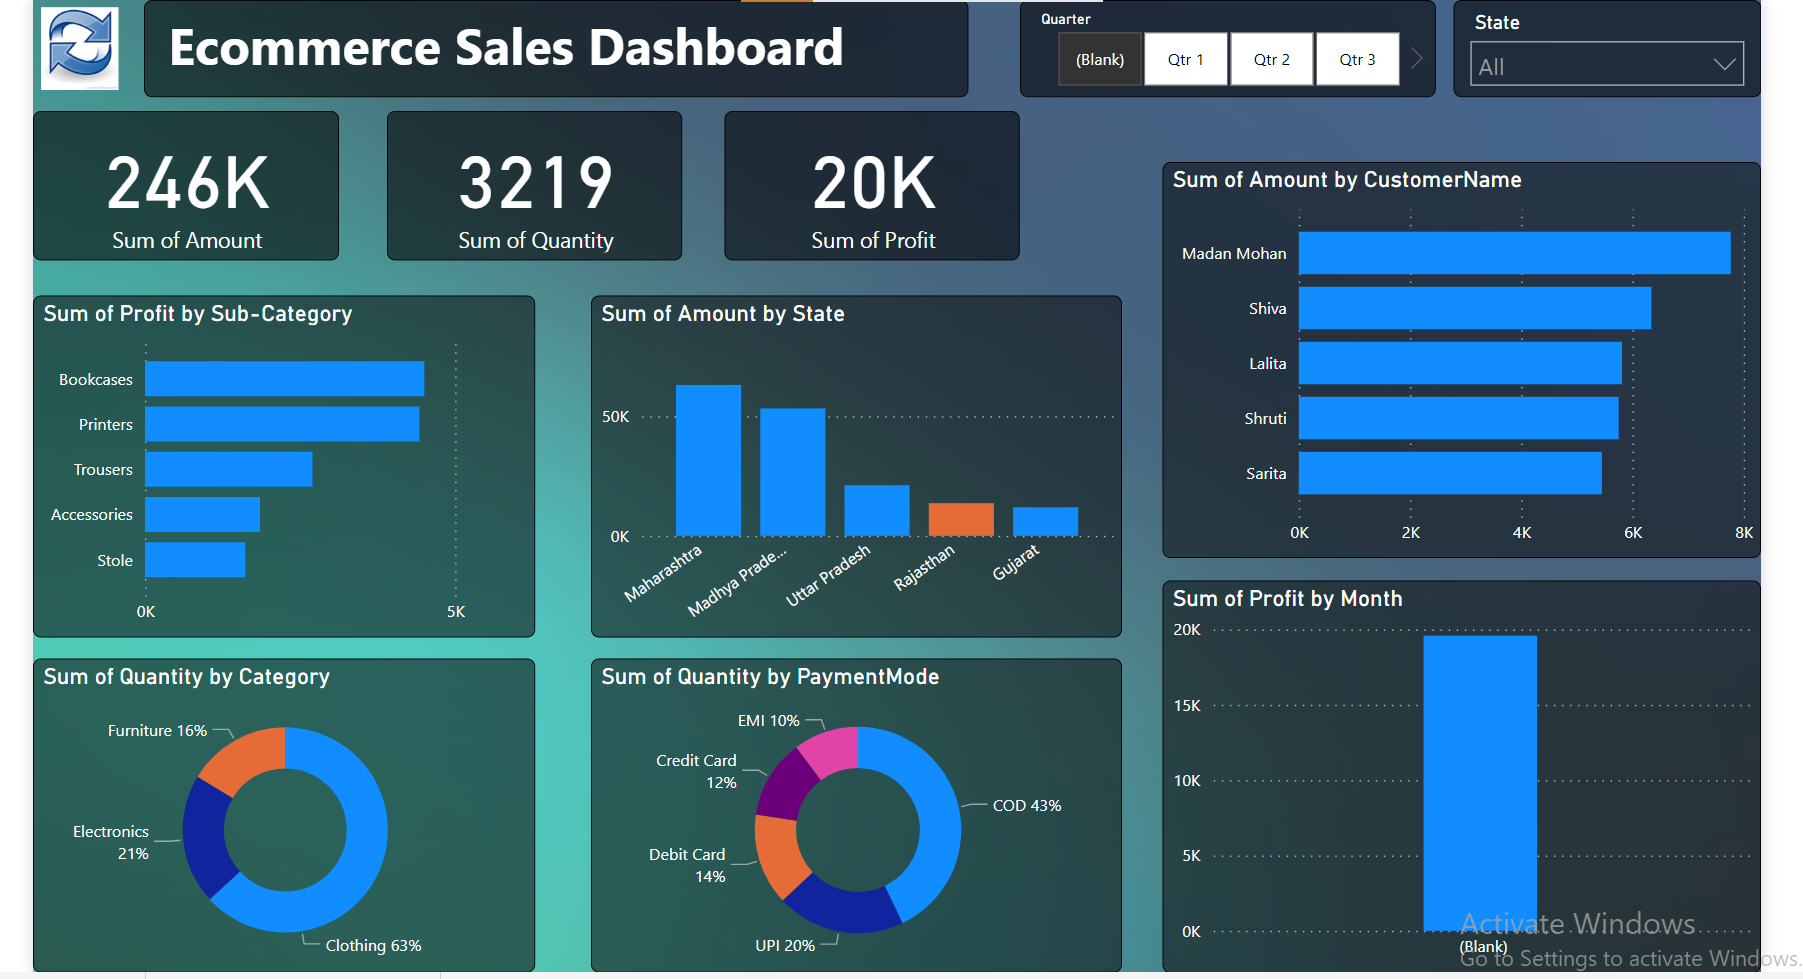 Ecommerce Sales Dashboard
Quarter
(Blank)
Qtr 1
Qtr 2
Qtr 3
State
All
246K
Sum of Amount
3219
Sum of Quantity
20K
Sum of Profit
Sum of Amount by CustomerName
Madan Mohan
Shiva
Lalita
Shruti
Sarita
0K 2K 4K 6K 8K
Sum of Profit by Sub-Category
Bookcases
Printers
Trousers
Accessories
Stole
0K 5K
Sum of Amount by State
50K
0K
Maharashtra
Madhya Prade...
Uttar Pradesh
Rajasthan
Gujarat
Sum of Profit by Month
20K
15K
10K
5K
0K
(Blank)
Sum of Quantity by Category
Furniture 16%
Electronics
21%
Clothing 63%
Sum of Quantity by PaymentMode
EMI 10%
Credit Card
12%
COD 43%
Debit Card
14%
UPI 20%
Activate Windows
Go to Settings to activate Windows.